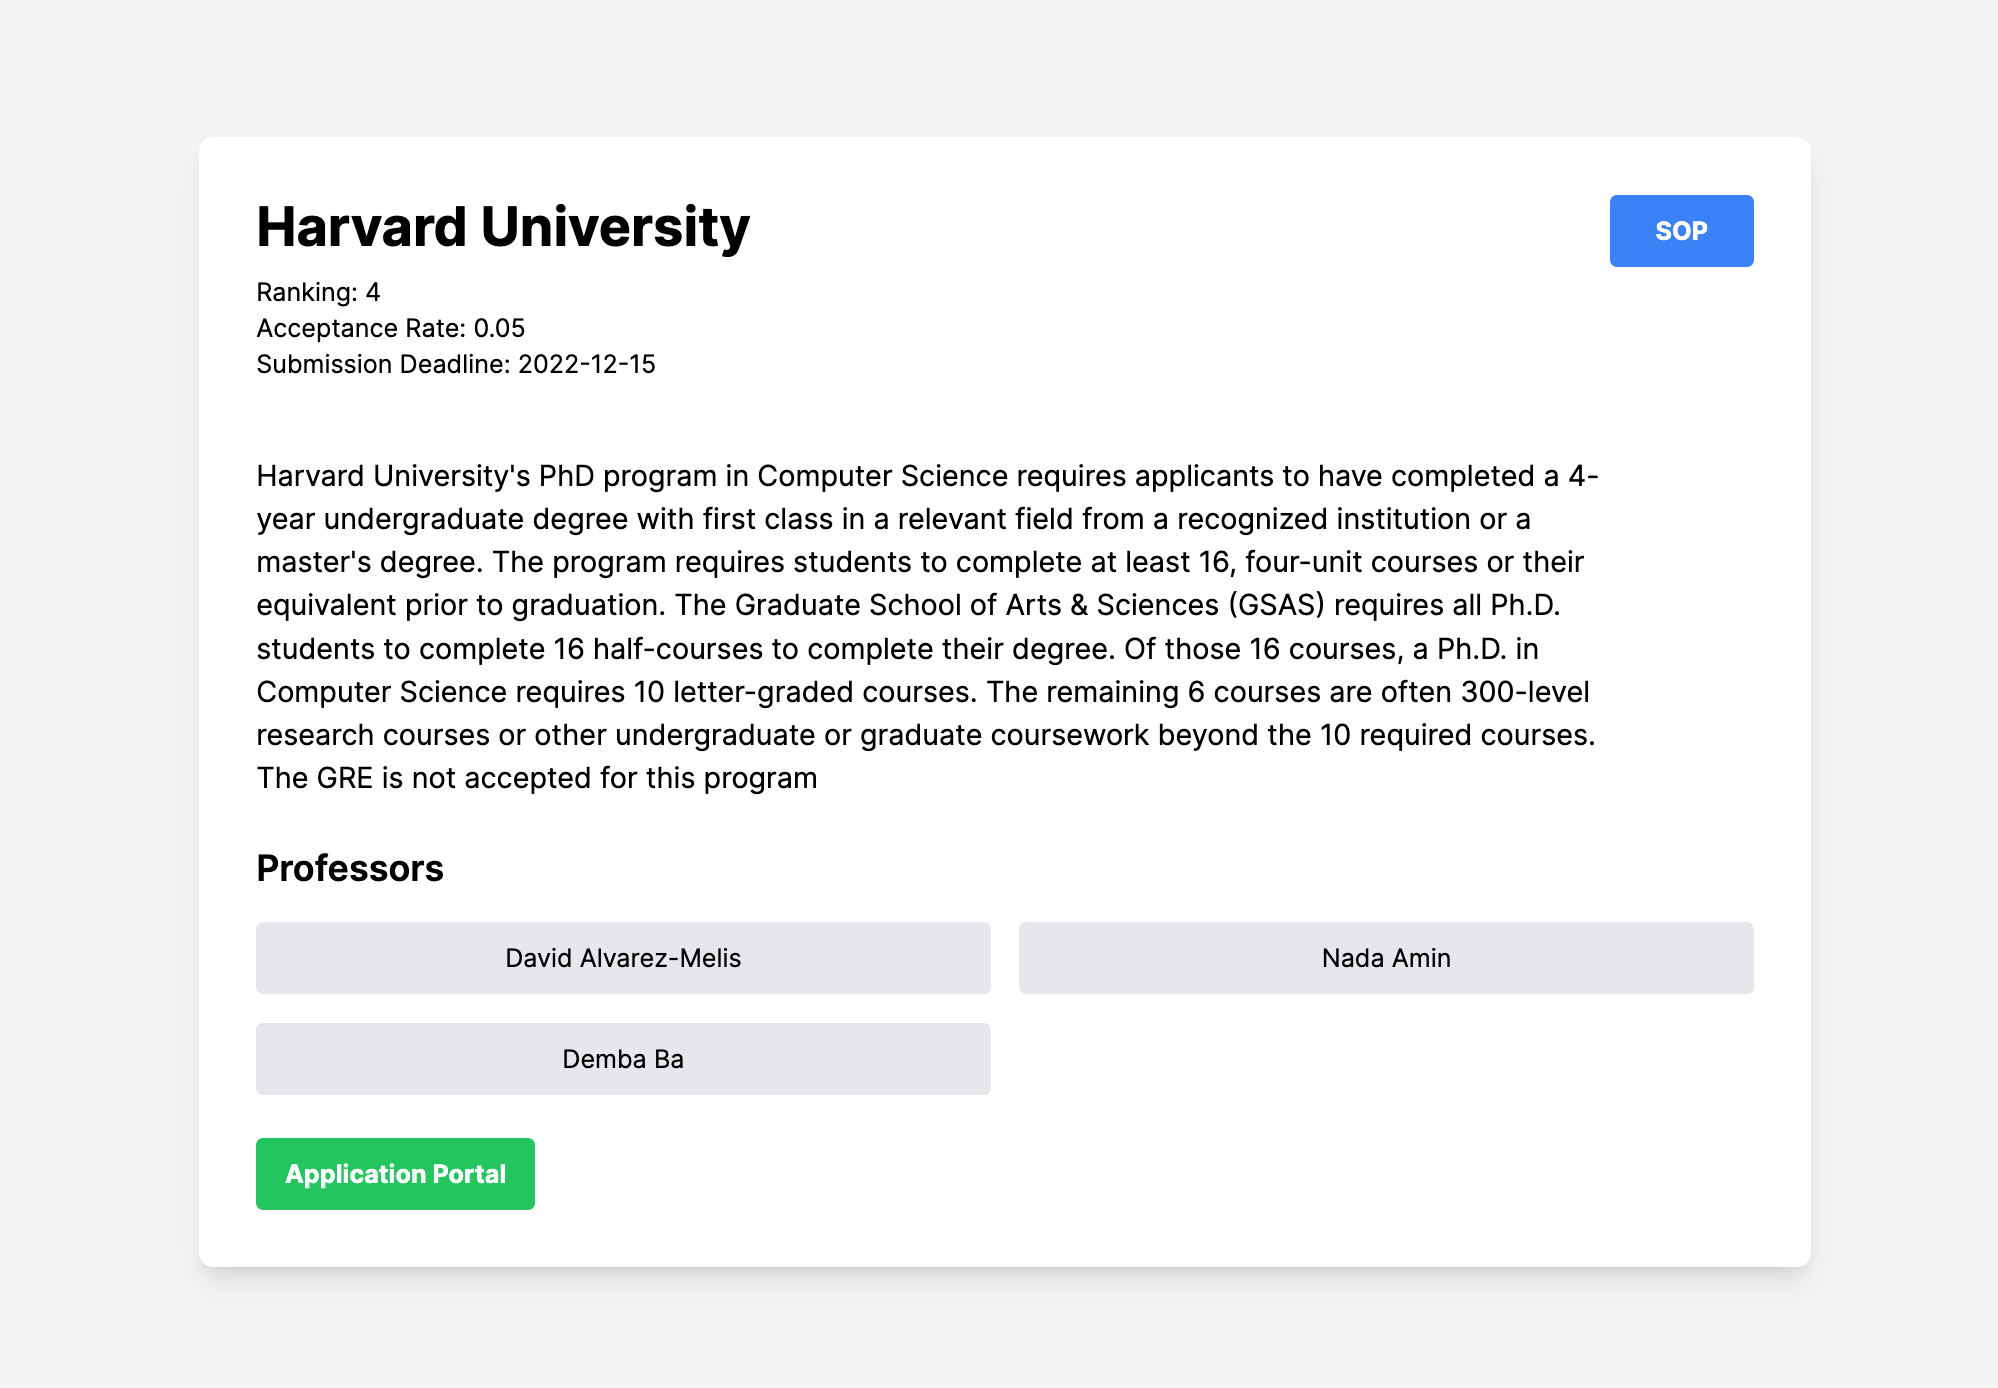 Harvard University
SOP
Ranking: 4
Acceptance Rate: 0.05
Submission Deadline: 2022-12-15
Harvard University's PhD program in Computer Science requires applicants to have completed a 4-
year undergraduate degree with first class in a relevant field from a recognized institution or a
master's degree. The program requires students to complete at least 16, four-unit courses or their
equivalent prior to graduation. The Graduate School of Arts & Sciences (GSAS) requires all Ph.D.
students to complete 16 half-courses to complete their degree. Of those 16 courses, a Ph.D. in
Computer Science requires 10 letter-graded courses. The remaining 6 courses are often 300-level
research courses or other undergraduate or graduate coursework beyond the 10 required courses.
The GRE is not accepted for this program
Professors
David Alvarez-Melis
Nada Amin
Demba Ba
Application Portal